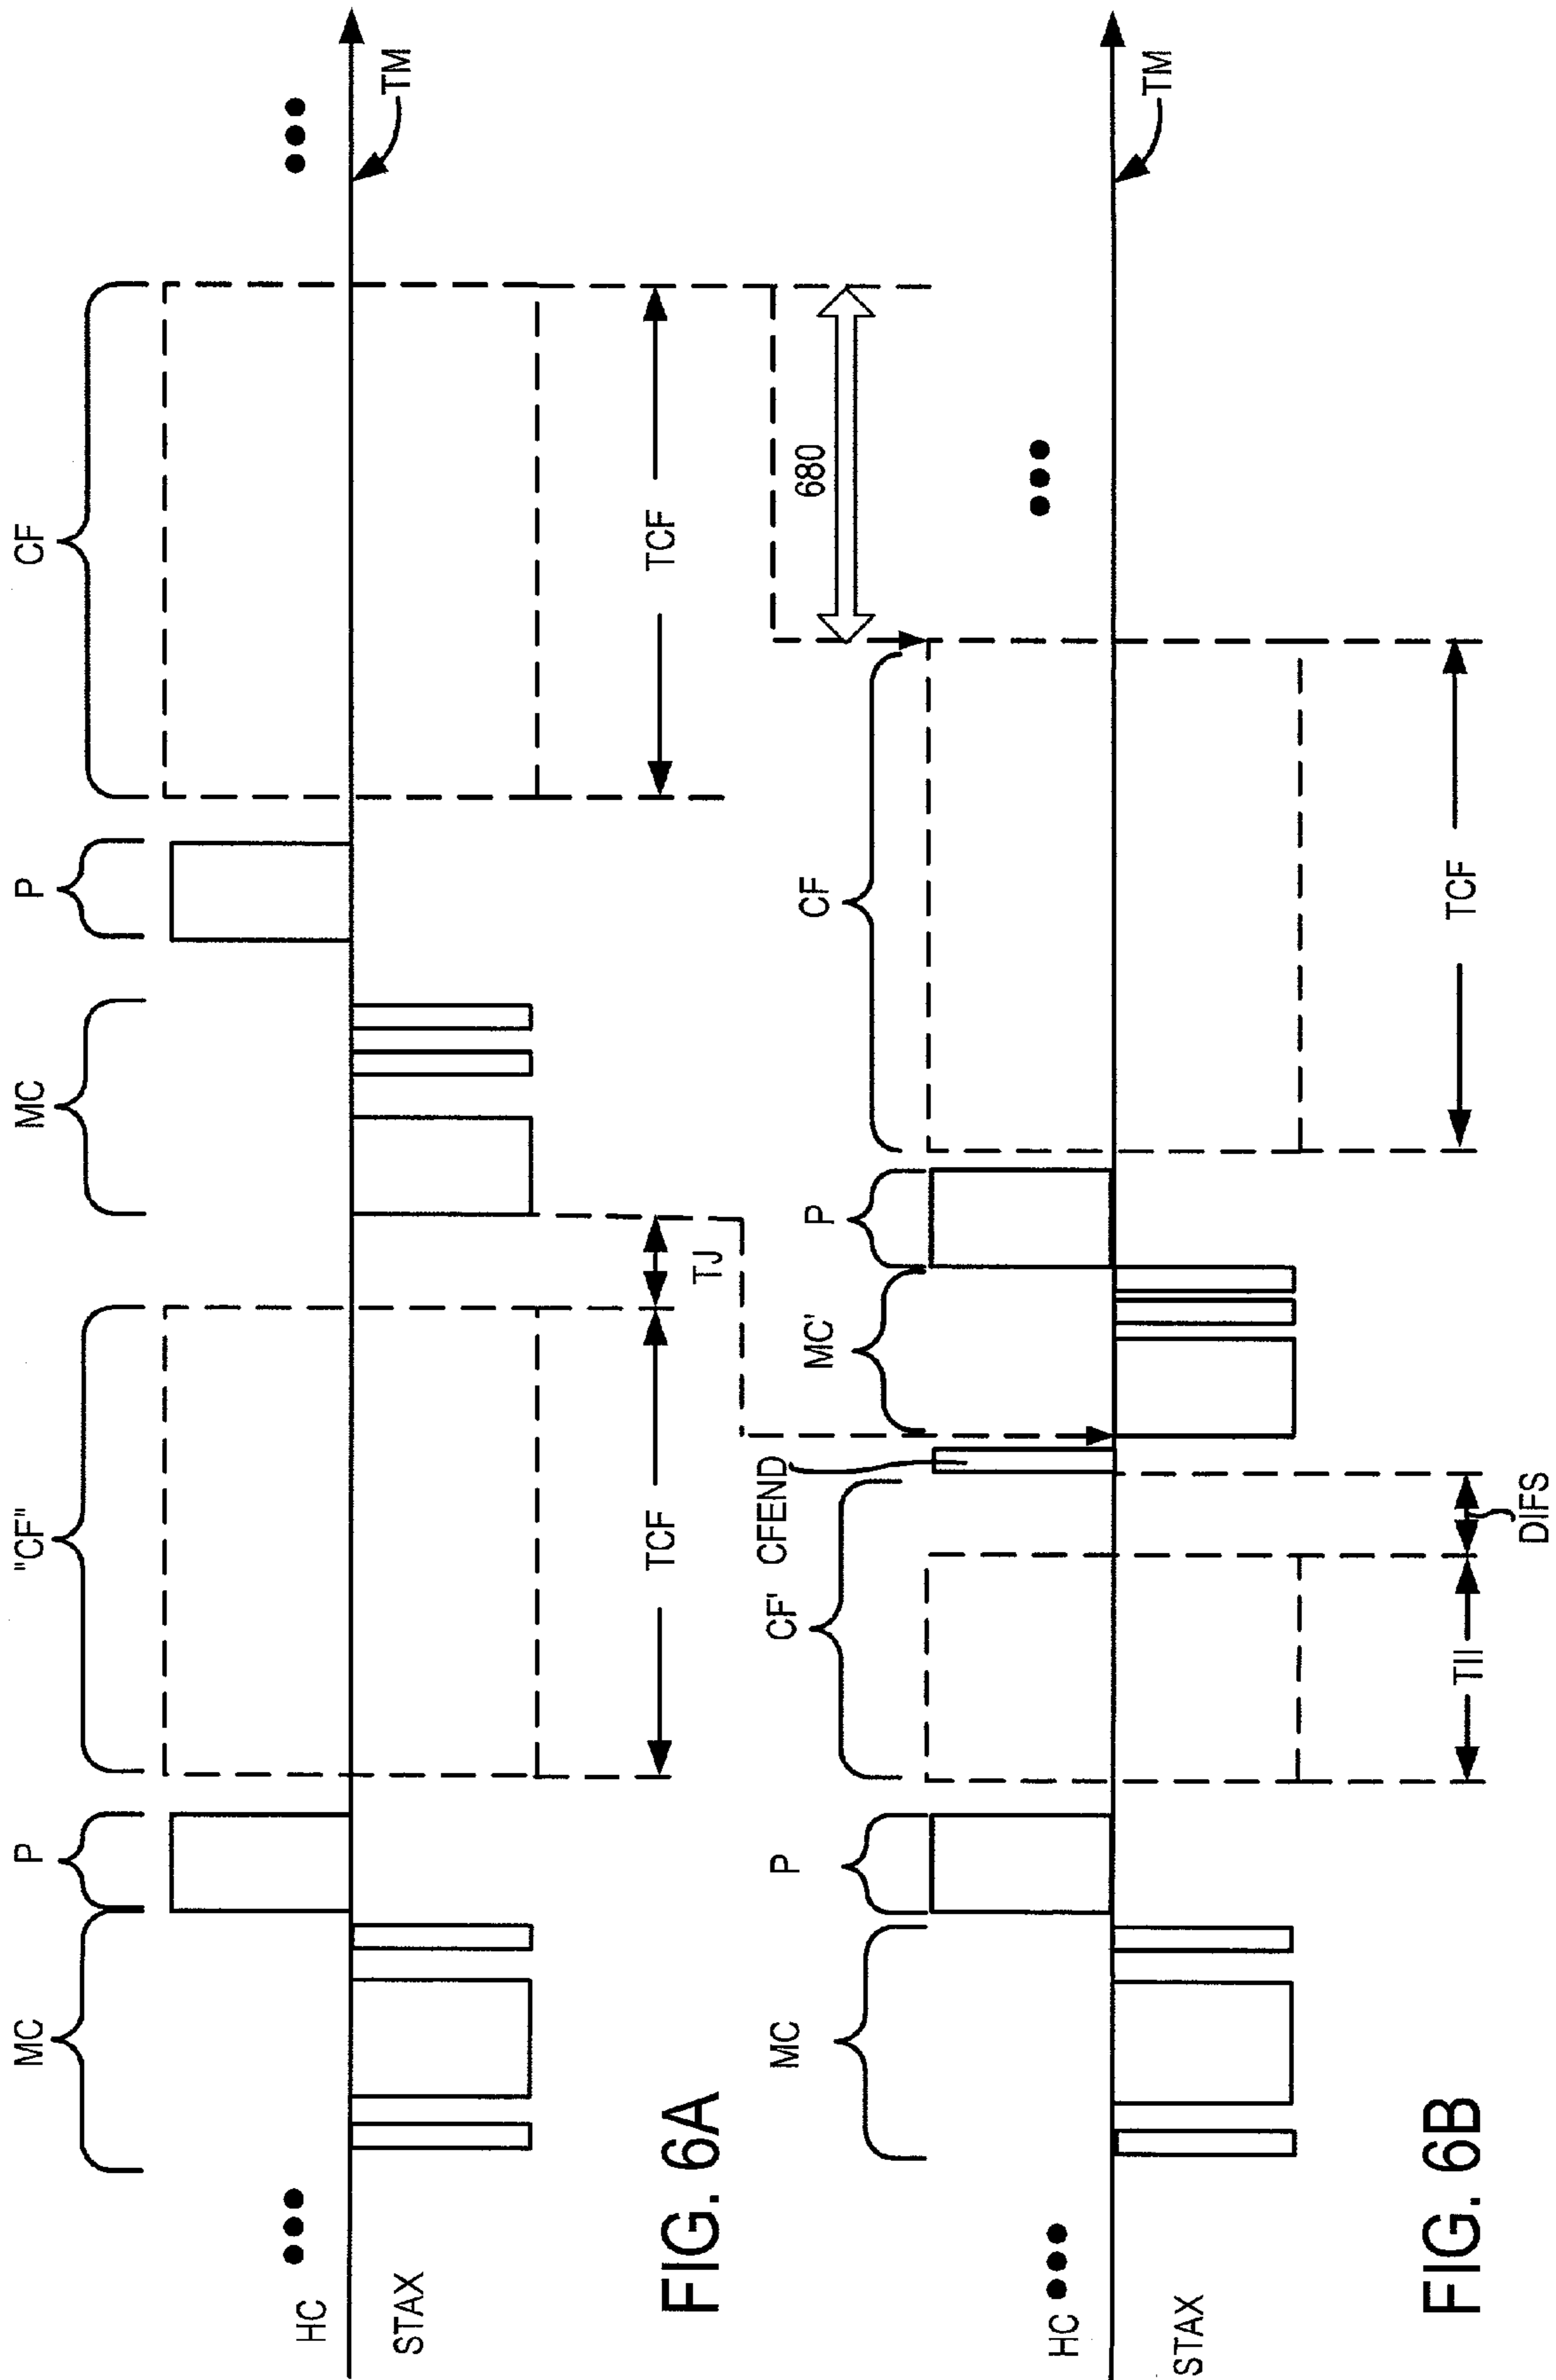 MC
P
"CF"
MC
P
CF
HC
STAX
TM
TCF
TJ
TCF
FIG. 6A
680
MC
P
CF'
CFEND
MC'
P
CF
HC
STAX
TM
TII
DIFS
TCF
FIG. 6B